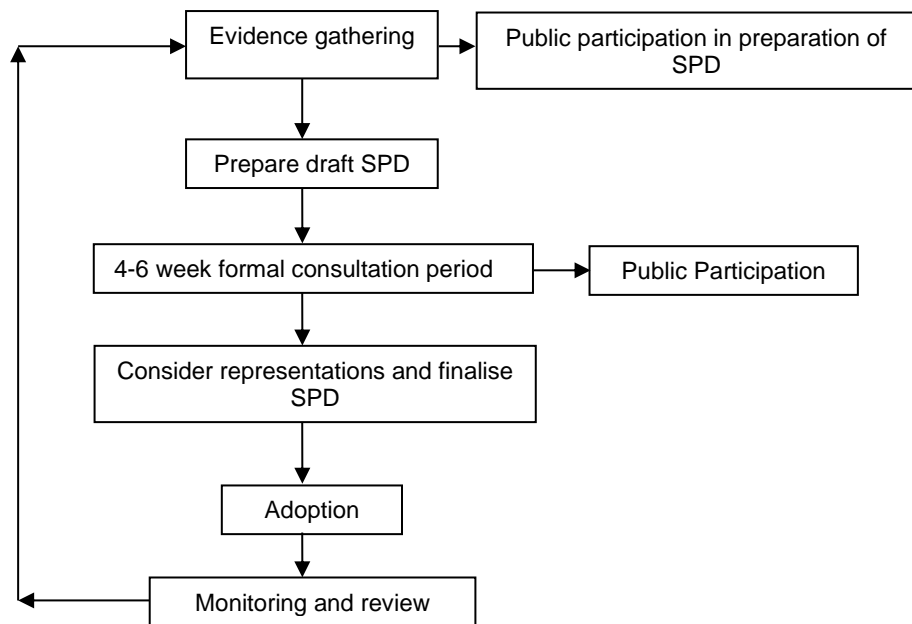 Evidence gathering
Public participation in preparation of
SPD
Prepare draft SPD
4-6 week formal consultation period
Public Participation
Consider representations and finalise
SPD
Adoption
Monitoring and review